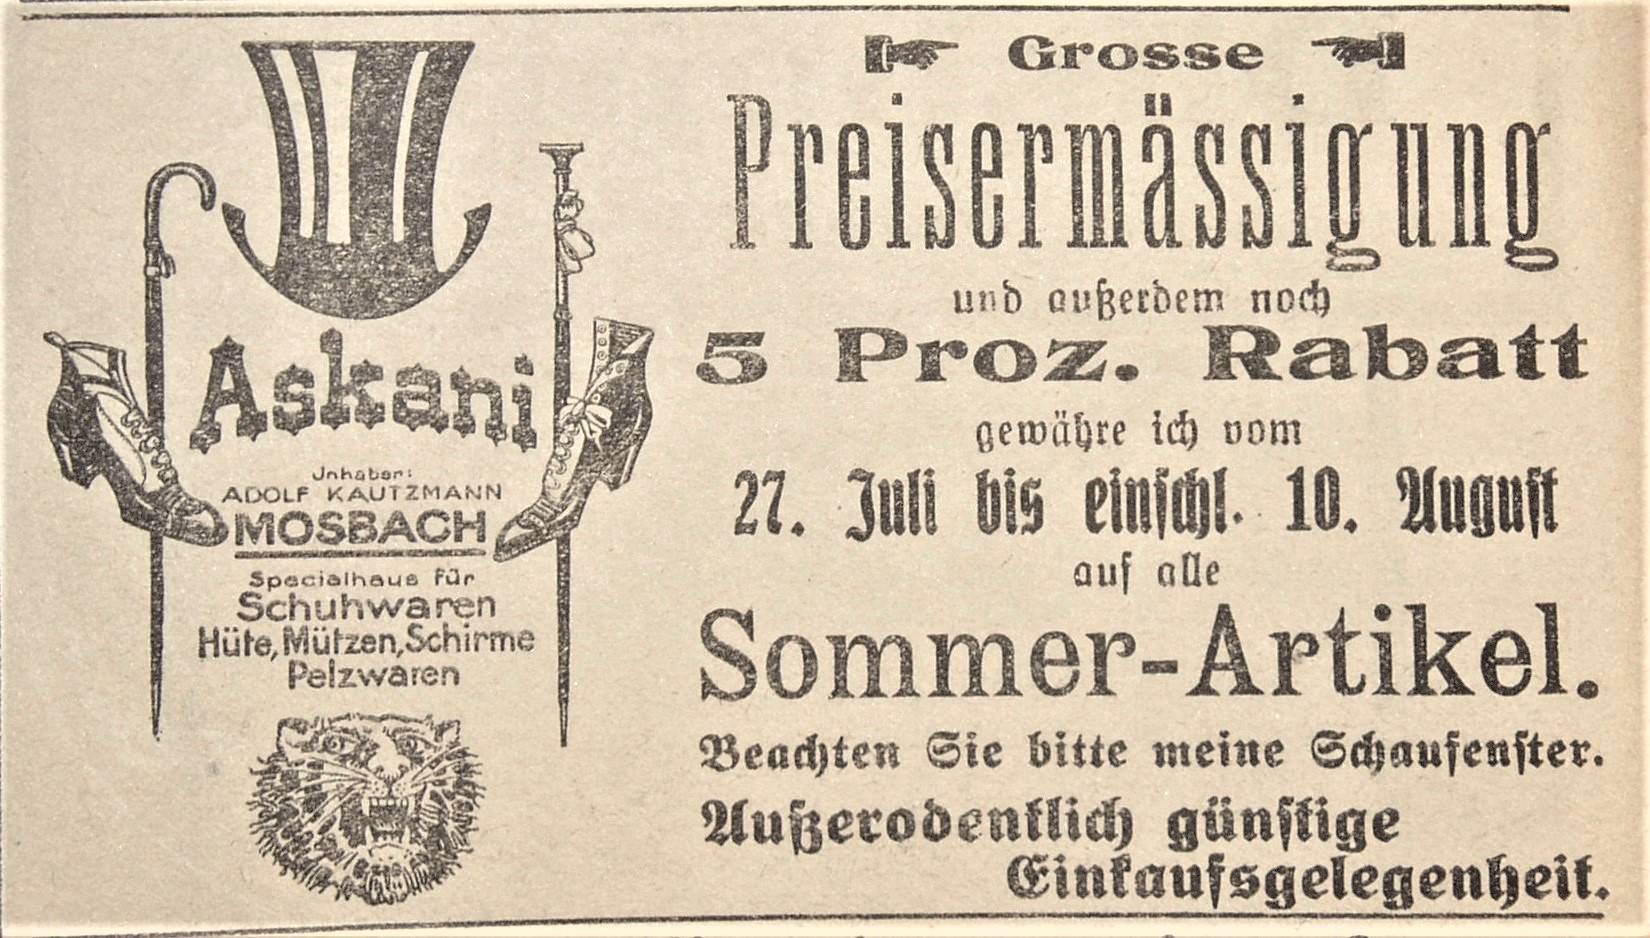 Askani
Jnhaber:
ADOLF KAUTZMANN
MOSBACH
Specialhaus für
Schuhwaren
Hüte, Mützen, Schirme
Pelzwaren
Grosse
Preisermässigung
und außerdem noch
5 Proz. Rabatt
gewähre ich vom
27. Juli bis einschl. 10. August
auf alle
Sommer-Artikel.
Beachten Sie bitte meine Schaufenster.
Außerodentlich günstige
Einkaufsgelegenheit.